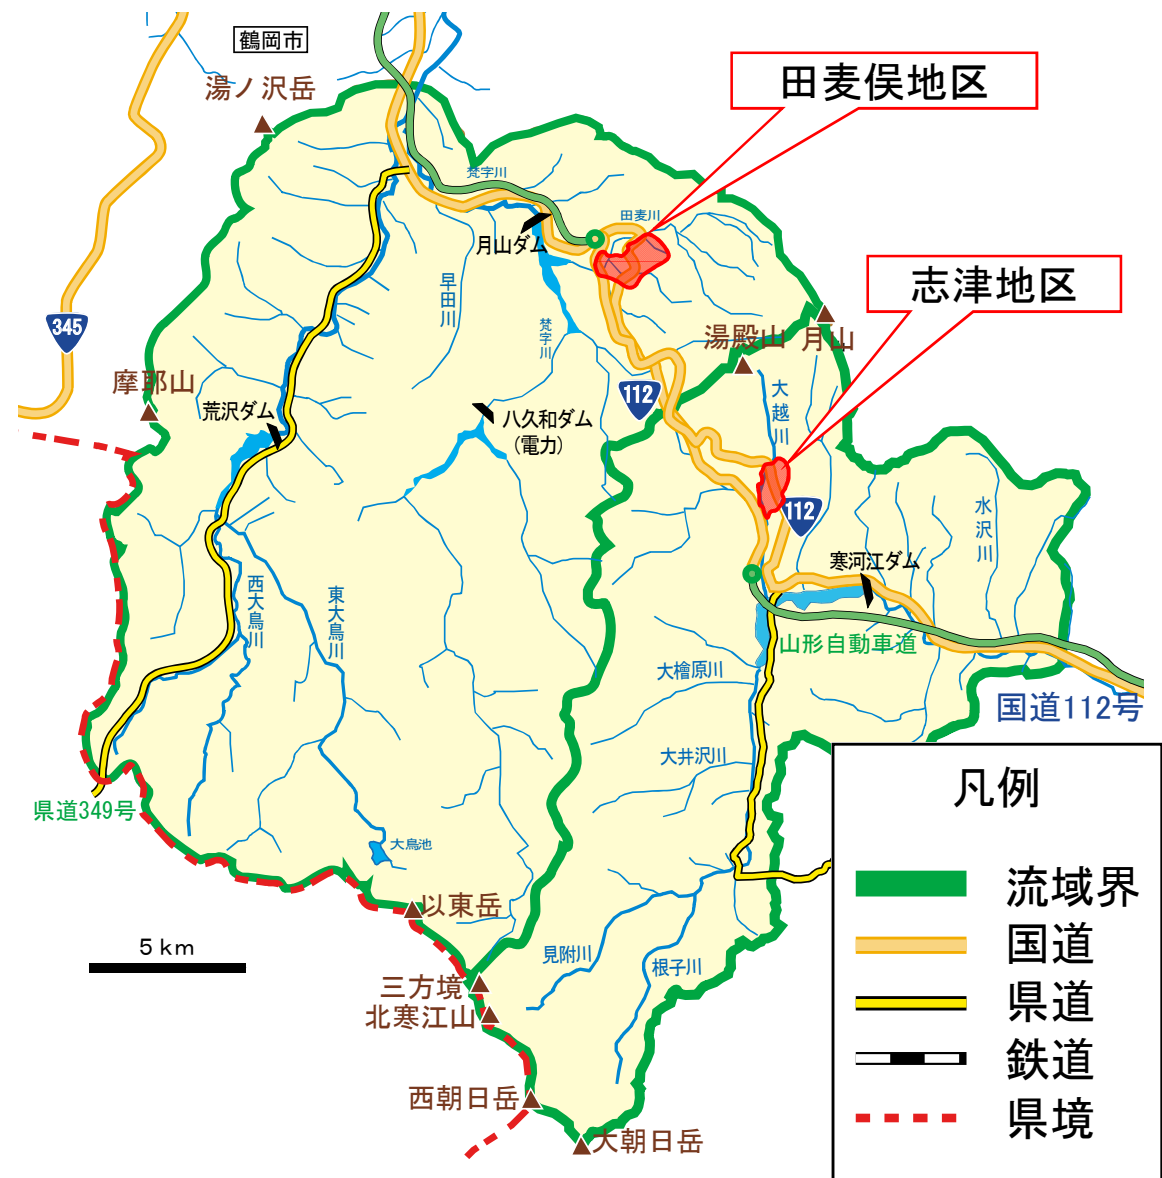 鶴岡市
湯ノ沢岳
田麦俣地区
梵字川
田麦川
月山ダム
志津地区
早田川
梵字川
345
湯殿山
月山
摩耶山
112
大越川
荒沢ダム
八久和ダム
(電力)
112
水沢川
寒河江ダム
西大鳥川
東大鳥川
山形自動車道
大檜原川
国道112号
大井沢川
県道349号
大鳥池
以東岳
5 km
見附川
根子川
三方境
北寒江山
西朝日岳
大朝日岳
凡例
流域界
国道
県道
鉄道
県境